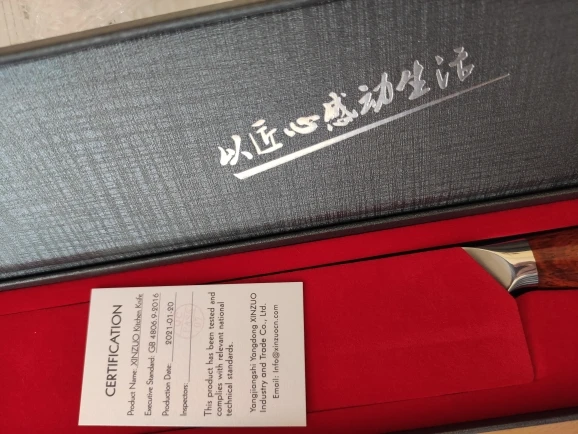 以匠心感动生活
CERTIFICATION
Product Name: XINZUO Kitchen Knife
Executive Standard: GB 4806.9-2016
Production Date: 2021-01-20
Inspectors:
This product has been tested and
complies with relevant national
technical standards.
Yangjiangshi Yangdong XINZUO
Industry and Trade Co., Ltd.
Email: Info@xinzuocn.com